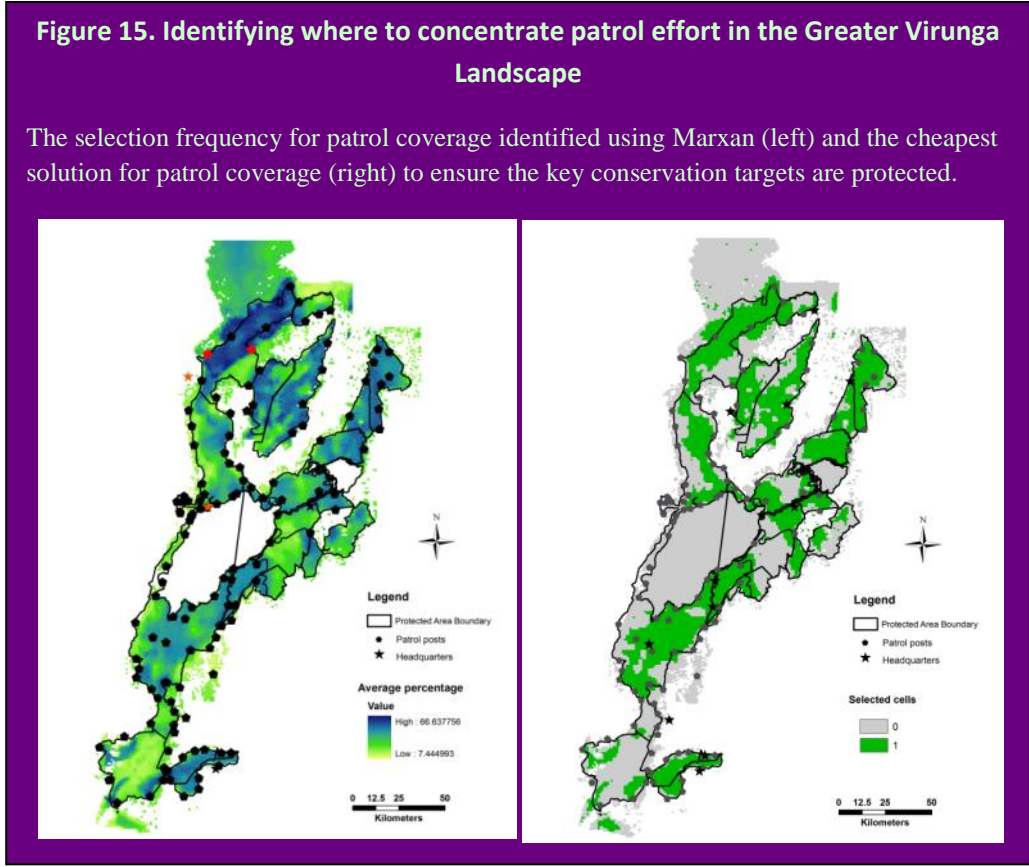 Figure 15. Identifying where to concentrate patrol effort in the Greater Virunga
Landscape
The selection frequency for patrol coverage identified using Marxan (left) and the cheapest
solution for patrol coverage (right) to ensure the key conservation targets are protected.
N
Legend
Protected Area Boundary
Patrol posts
Headquarters
Average percentage
Value
High : 66.637756
Low : 7.444993
0 12.5 25 50
Kilometers
N
Legend
Protected Area Boundary
Patrol posts
Headquarters
Selected cells
0
1
0 12.5 25 50
Kilometers